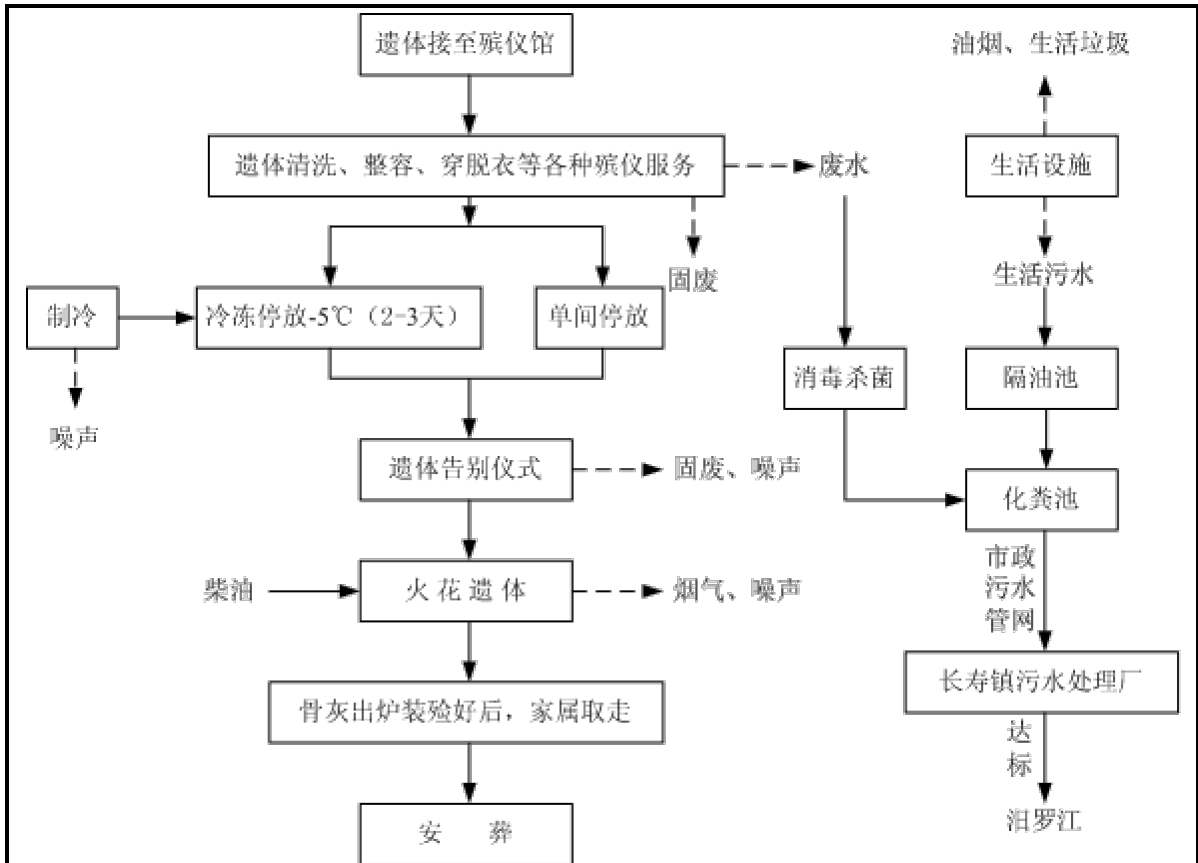 遗体接至殡仪馆
油烟、生活垃圾
遗体清洗、整容、穿脱衣等各种殡仪服务
废水
生活设施
固废
生活污水
制冷
冷冻停放-5℃（2-3天）
单间停放
消毒杀菌
隔油池
噪声
遗体告别仪式
固废、噪声
化粪池
市政
污水
管网
柴油
火花遗体
烟气、噪声
长寿镇污水处理厂
骨灰出炉装殓好后，家属取走
达
标
安 葬
汨罗江